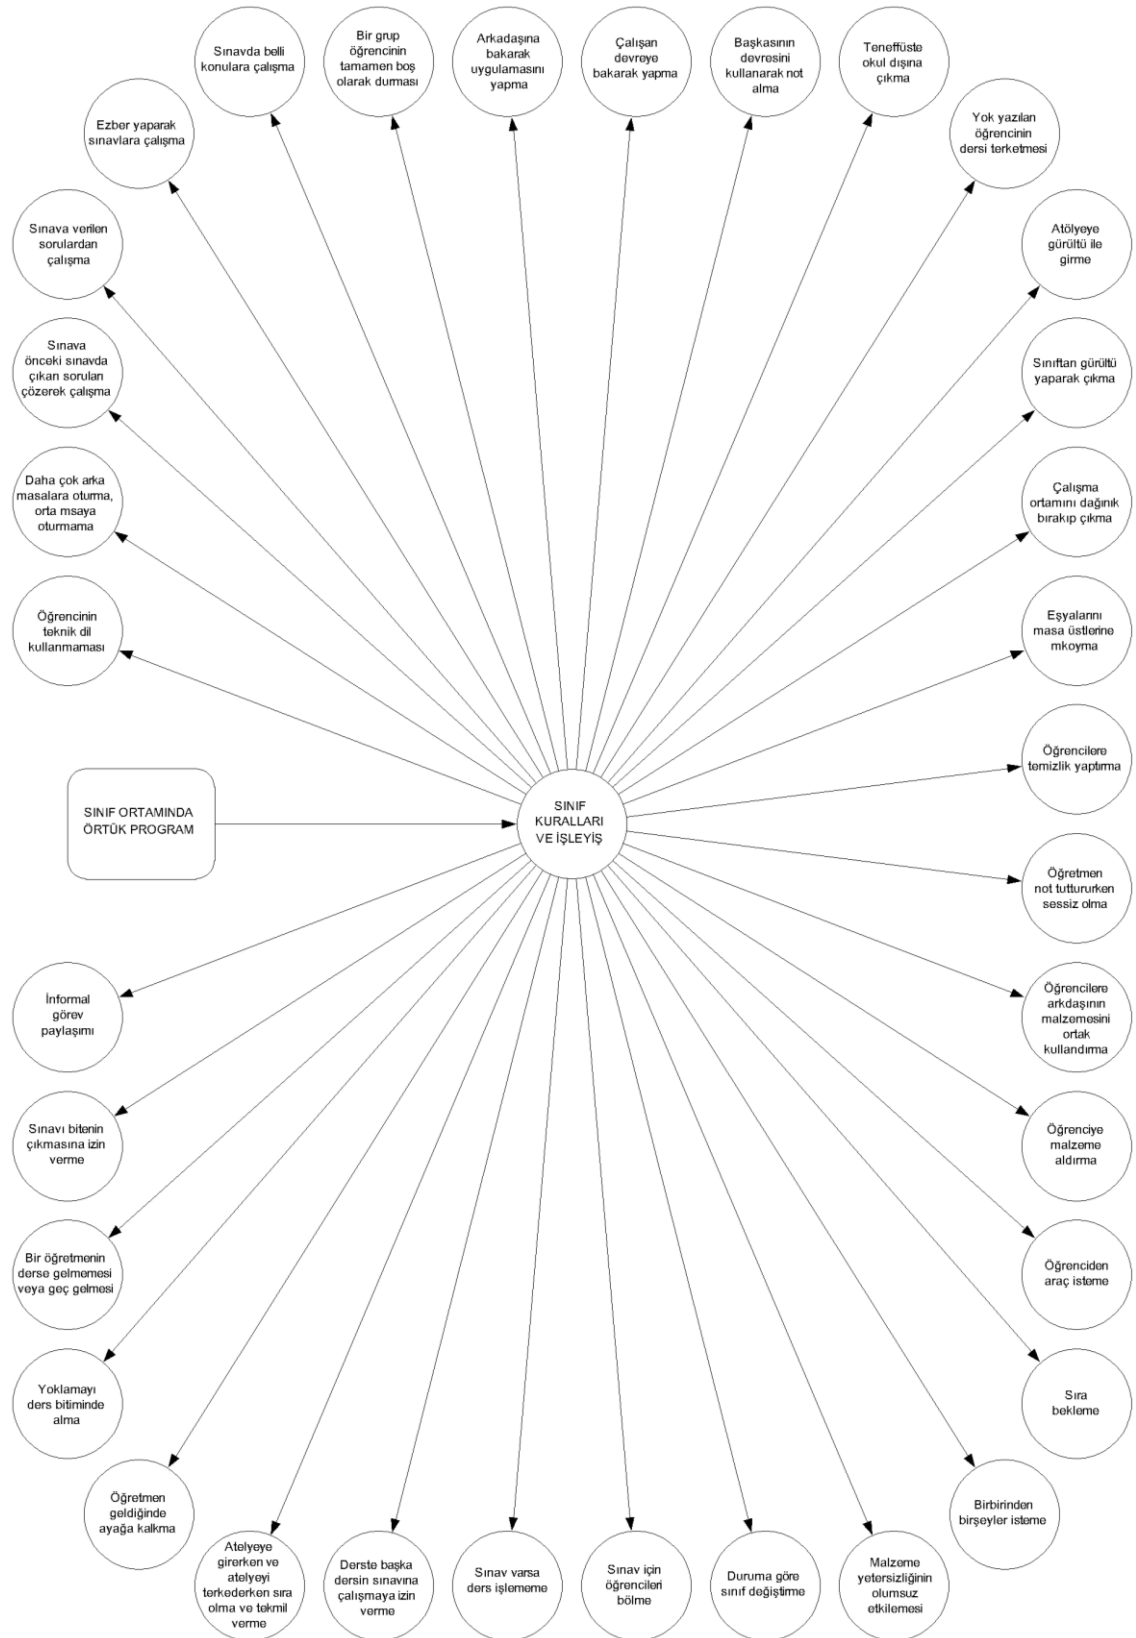 Sınavda belli
konulara çalışma
Bir grup
öğrencinin
tamamen boş
olarak durması
Arkadaşına
bakarak
uygulamasını
yapma
Çalışan
devreye
bakarak yapma
Başkasının
devresini
kullanarak not
alma
Teneffüste
okul dışına
çıkma
Ezber yaparak
sınavlara çalışma
Yok yazılan
öğrencinin
dersi terketmesi
Sınava verilen
sorulardan
çalışma
Atölyeye
gürültü ile
girme
Sınava
önceki sınavda
çıkan soruları
çözerek çalışma
Sınıftan gürültü
yaparak çıkma
Daha çok arka
masalara oturma,
orta msaya
oturmama
Çalışma
ortamını dağınık
bırakıp çıkma
Öğrencinin
teknik dil
kullanmaması
Eşyalarını
masa üstlerine
mkoyma
Öğrencilere
temizlik yaptırma
SINIF ORTAMINDA
ÖRTÜK PROGRAM
SINIF
KURALLARI
VE İŞLEYİŞ
Öğretmen
not tuttururken
sessiz olma
İnformal
görev
paylaşımı
Öğrencilere
arkdaşının
malzemesini
ortak
kullandırma
Sınavı bitenin
çıkmasına izin
verme
Öğrenciye
malzeme
aldırma
Bir öğretmenin
derse gelmemesi
veya geç gelmesi
Öğrenciden
araç isteme
Yoklamayı
ders bitiminde
alma
Sıra
bekleme
Öğretmen
geldiğinde
ayağa kalkma
Birbirinden
birşeyler isteme
Atelyeye
girerken ve
atelyeyi
terkederken sıra
olma ve tekmil
verme
Derste başka
dersin sınavına
çalışmaya izin
verme
Sınav varsa
ders işlememe
Sınav için
öğrencileri
bölme
Duruma göre
sınıf değiştirme
Malzeme
yetersizliğinin
olumsuz
etkilemesi